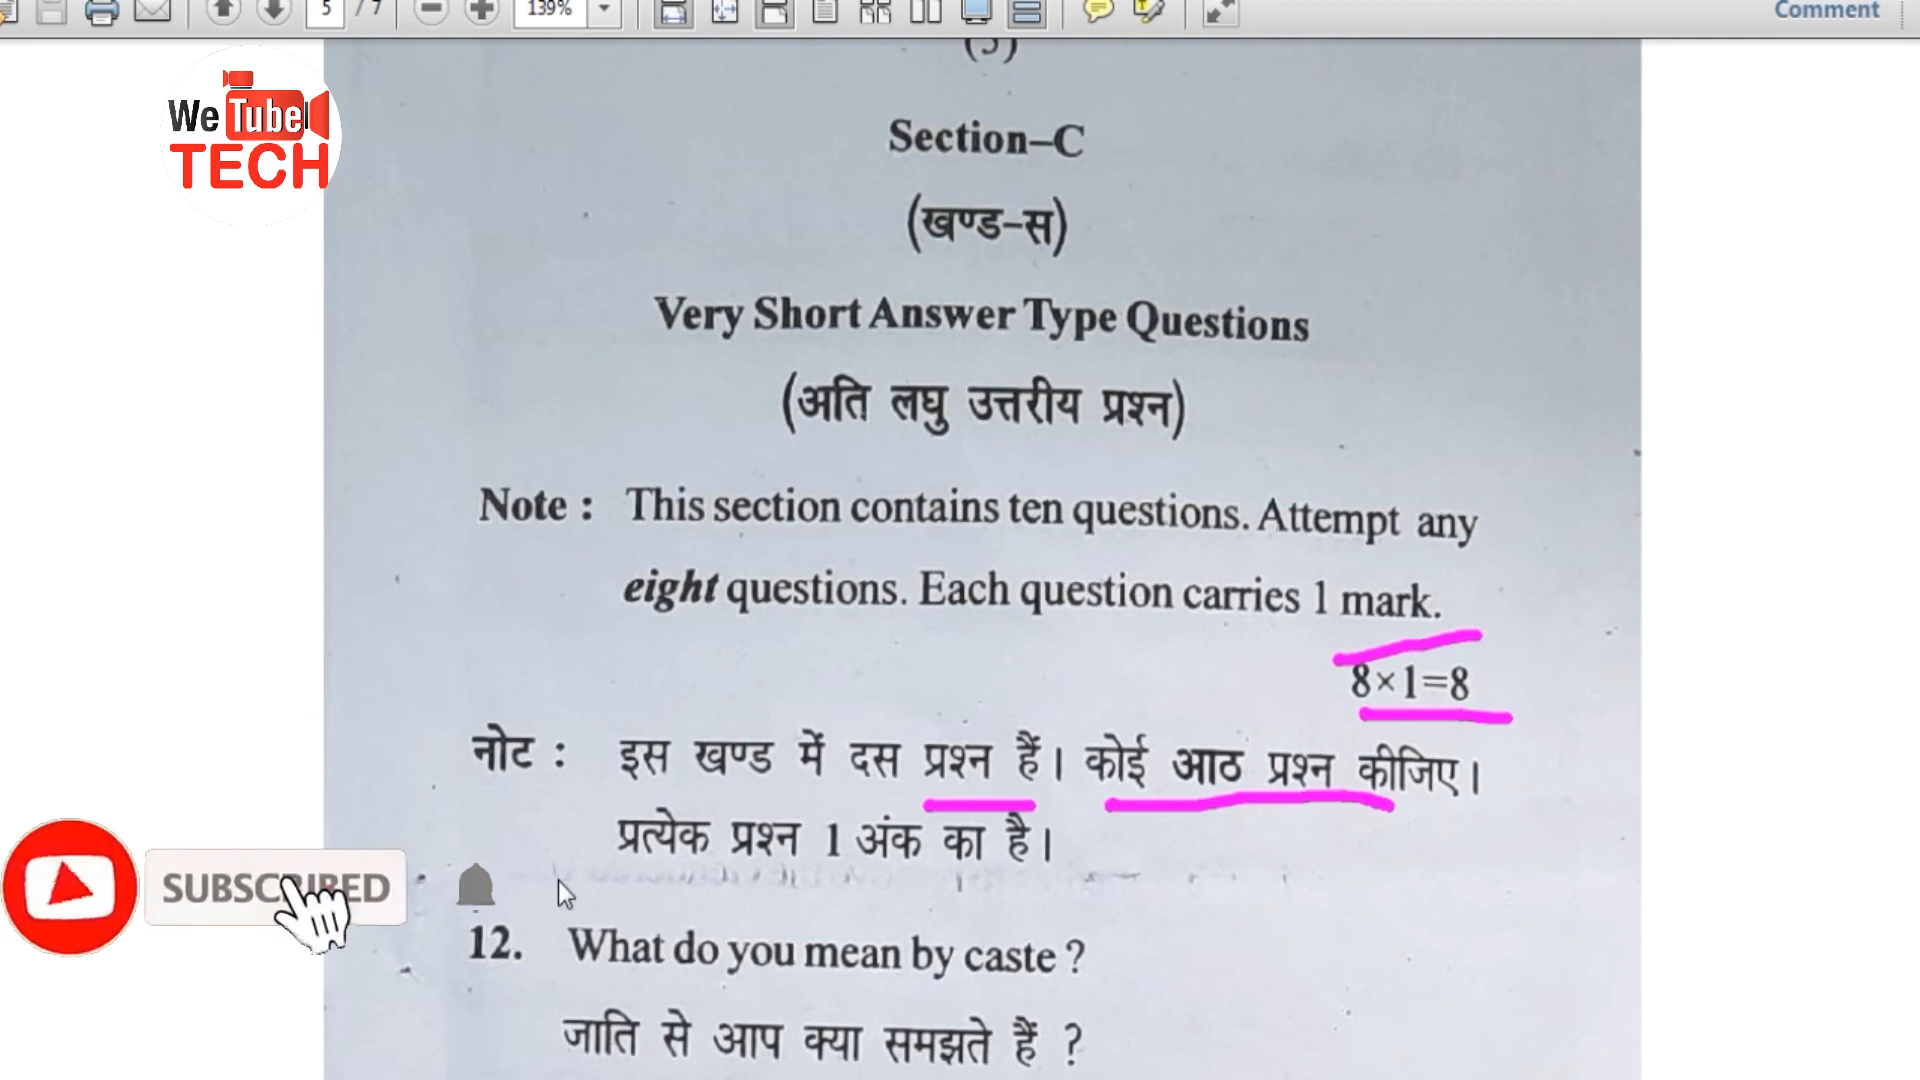 5 / 7 139% Comment
We Tube
TECH
Section–C
(खण्ड-स)
Very Short Answer Type Questions
(अति लघु उत्तरीय प्रश्न)
Note : This section contains ten questions. Attempt any
eight questions. Each question carries 1 mark.
8×1=8
नोट : इस खण्ड में दस प्रश्न हैं। कोई आठ प्रश्न कीजिए।
प्रत्येक प्रश्न 1 अंक का है।
SUBSCRIBED
12. What do you mean by caste ?
जाति से आप क्या समझते हैं ?